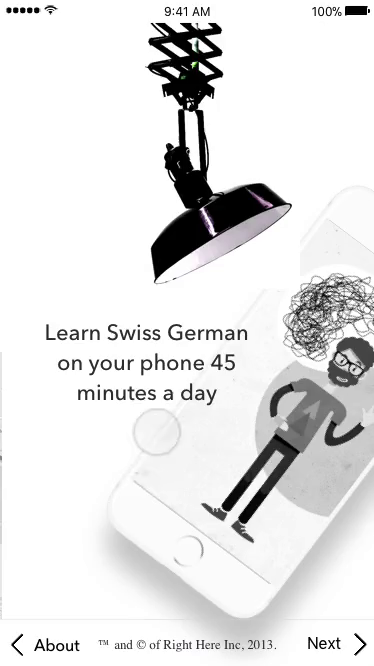 9:41 AM
100%
Learn Swiss German
on your phone 45
minutes a day
About
™ and © of Right Here Inc, 2013.
Next